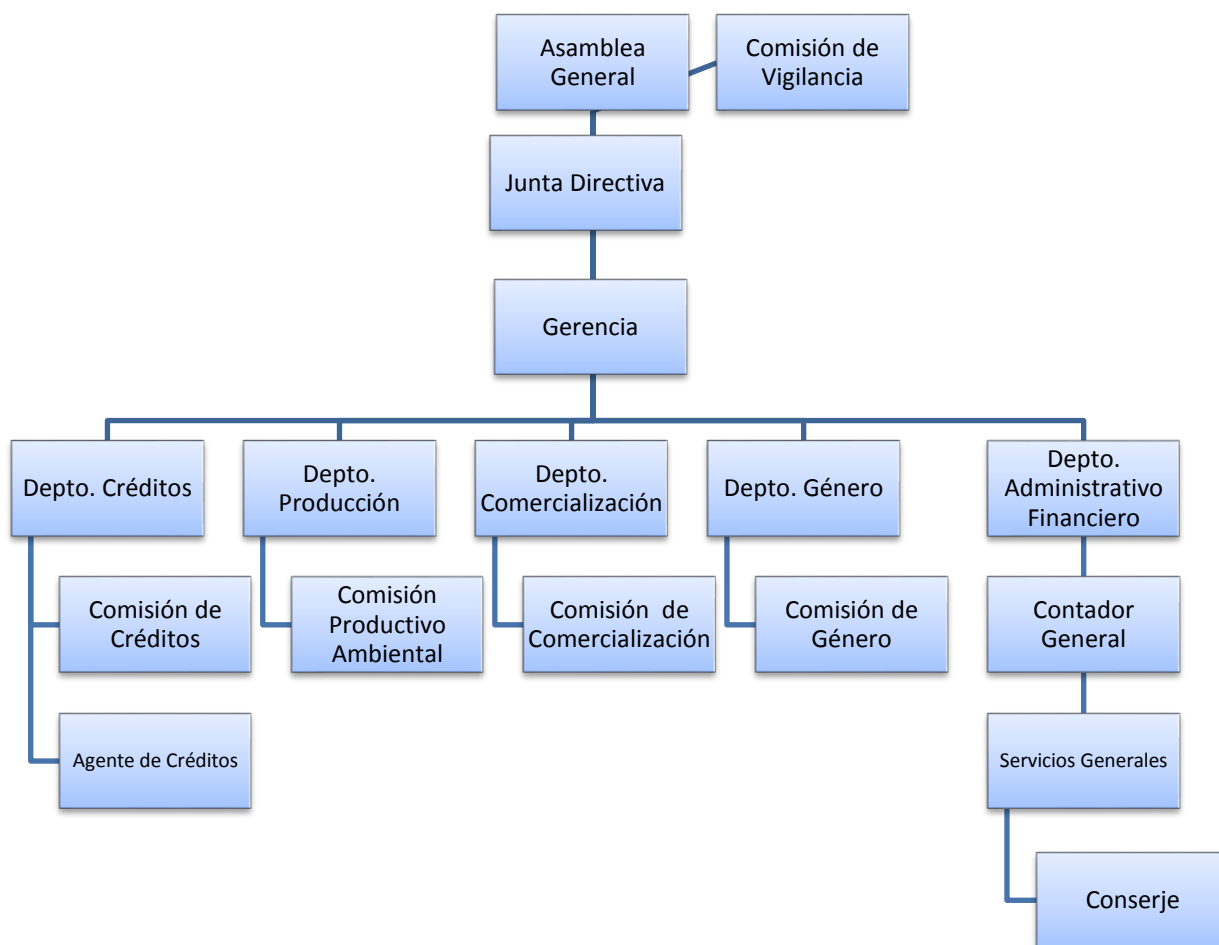 Asamblea
General
Comisión de
Vigilancia
Junta Directiva
Gerencia
Depto. Créditos
Depto.
Producción
Depto.
Comercialización
Depto. Género
Depto.
Administrativo
Financiero
Comisión de
Créditos
Comisión
Productivo
Ambiental
Comisión de
Comercialización
Comisión de
Género
Contador
General
Agente de Créditos
Servicios Generales
Conserje